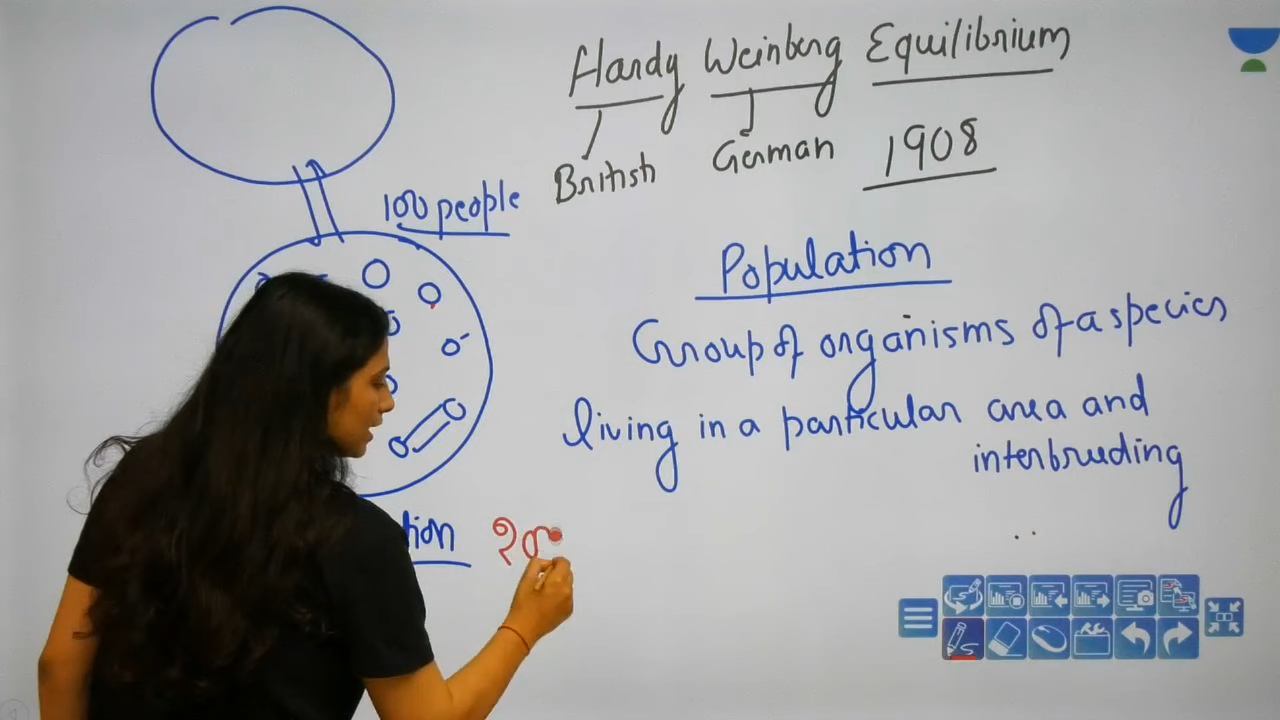 Hardy Weinberg Equilibrium
British German 1908
100 people
Population
Group of organisms of a species
living in a particular area and
interbreeding